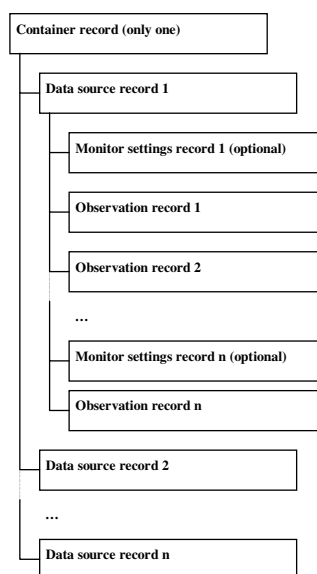 Container record (only one)
Data source record 1
Monitor settings record 1 (optional)
Observation record 1
Observation record 2
...
Monitor settings record n (optional)
Observation record n
Data source record 2
...
Data source record n